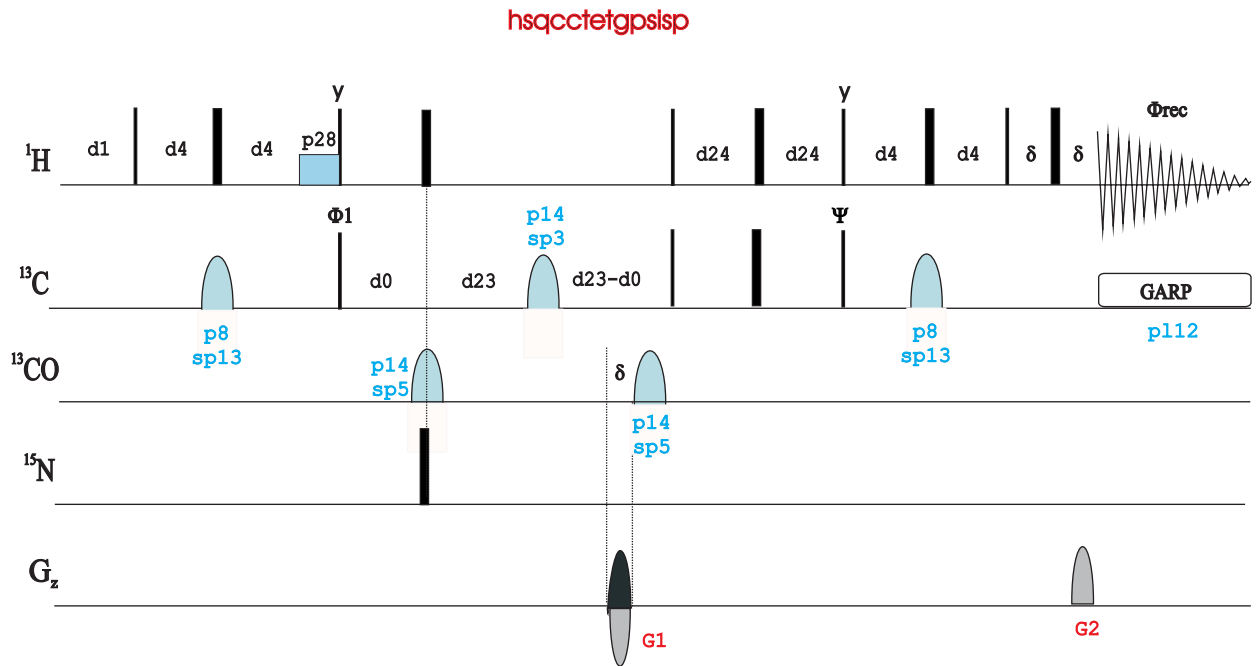 hsqcctetgpsisp
y
y
Φrec
p28
¹H
d1
d4
d4
d24
d24
d4
d4
δ
δ
Φ1
p14
sp3
Ψ
¹³C
d0
d23
d23-d0
GARP
p8
sp13
p8
sp13
pl12
¹³CO
p14
sp5
δ
p14
sp5
¹⁵N
Gz
G1
G2